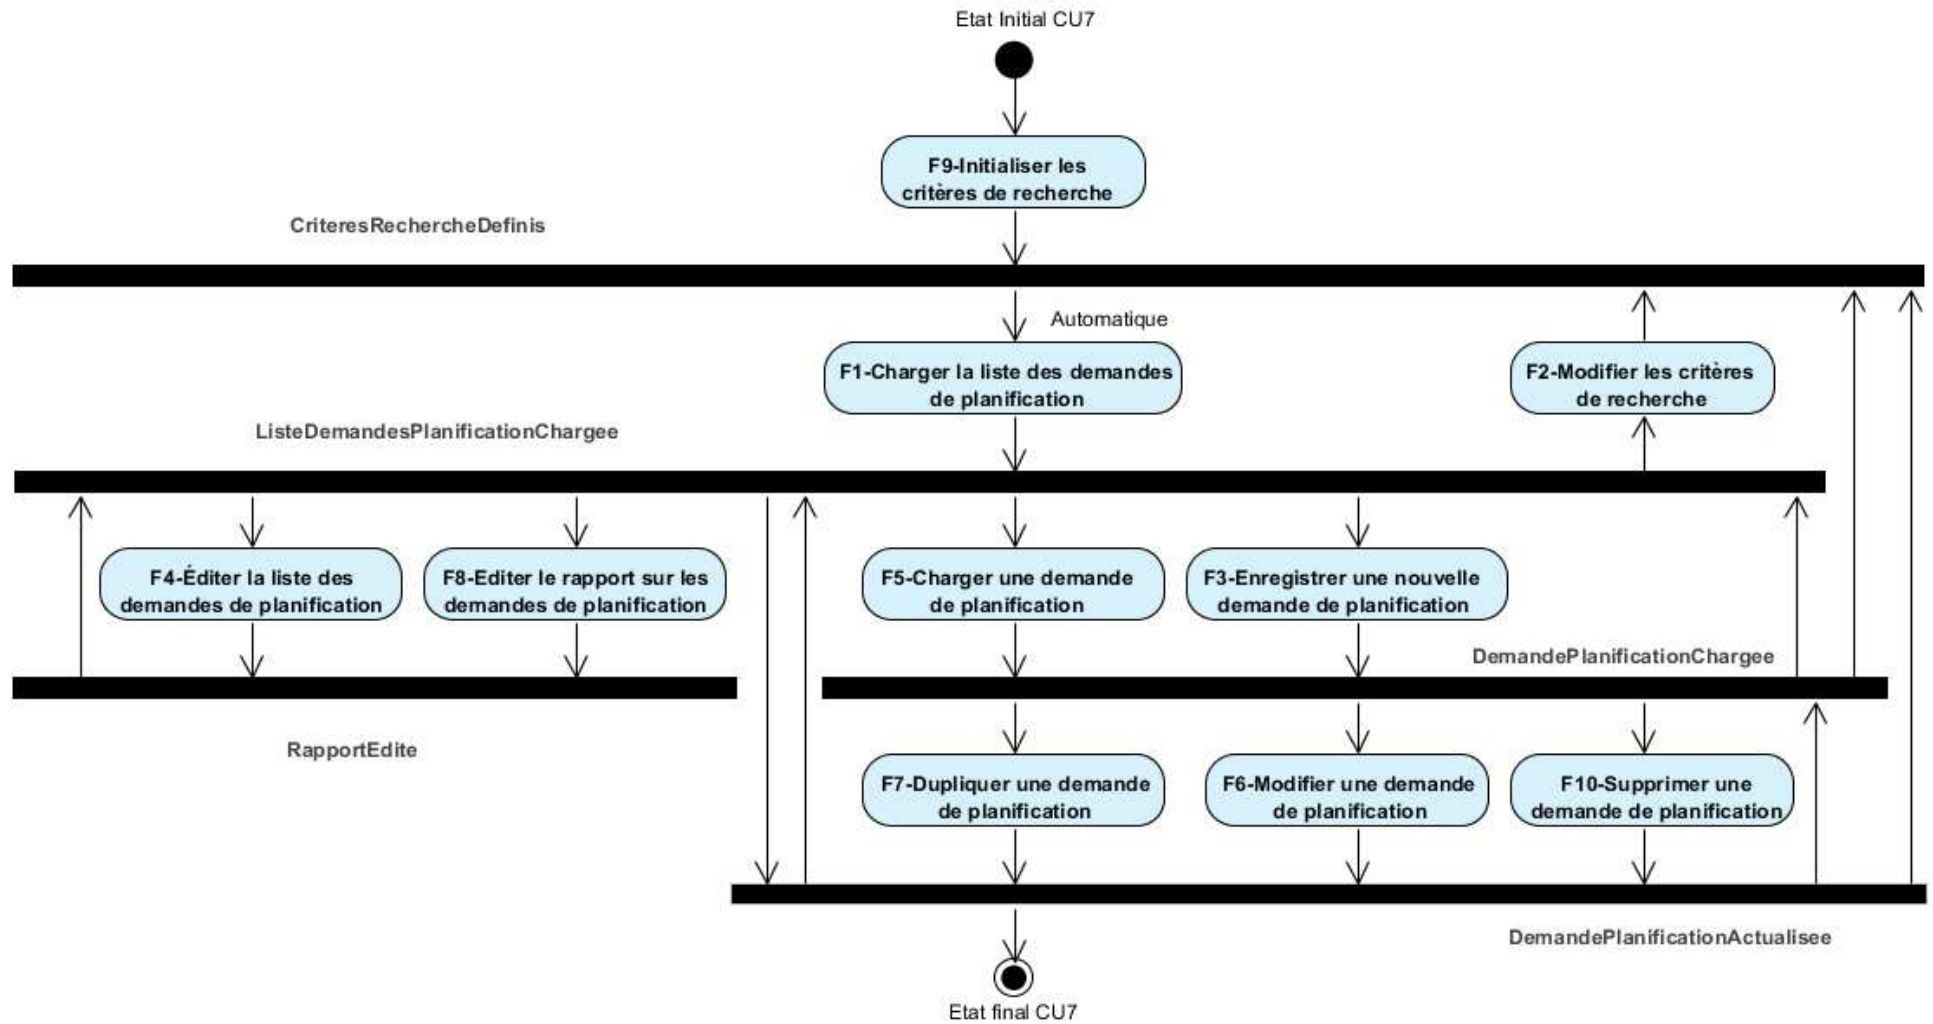 Etat Initial CU7
F9-Initialiser les
critères de recherche
CriteresRechercheDefinis
Automatique
F1-Charger la liste des demandes
de planification
F2-Modifier les critères
de recherche
ListeDemandesPlanificationChargee
F4-Éditer la liste des
demandes de planification
F8-Editer le rapport sur les
demandes de planification
F5-Charger une demande
de planification
F3-Enregistrer une nouvelle
demande de planification
DemandePlanificationChargee
RapportEdite
F7-Dupliquer une demande
de planification
F6-Modifier une demande
de planification
F10-Supprimer une
demande de planification
DemandePlanificationActualisee
Etat final CU7